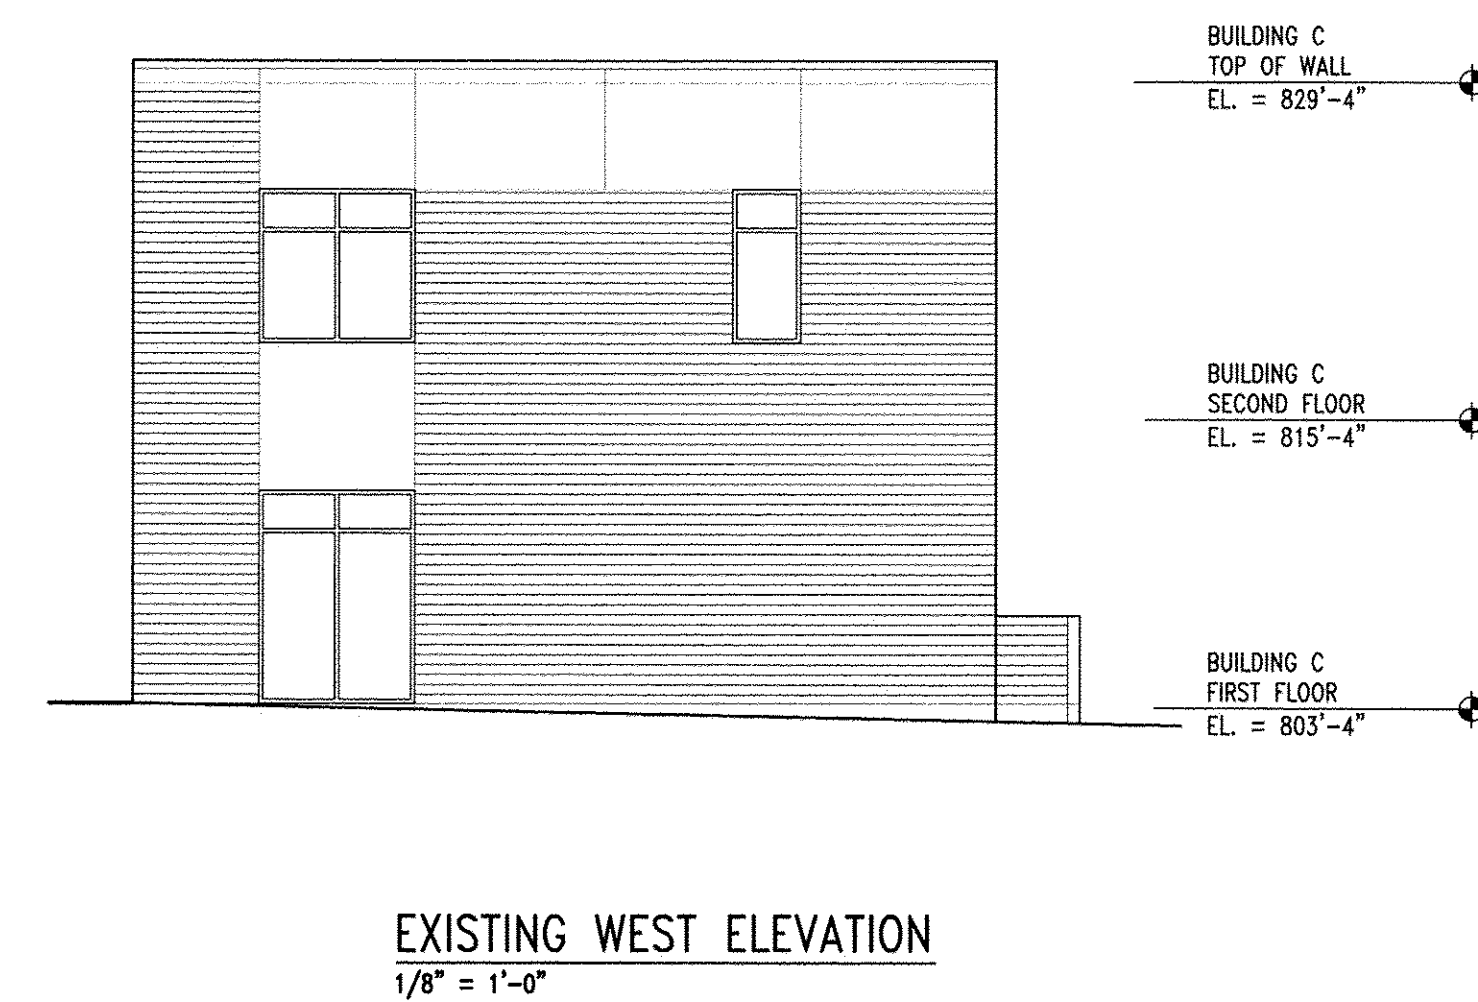 BUILDING C
TOP OF WALL
EL. = 829'-4"
BUILDING C
SECOND FLOOR
EL. = 815'-4"
BUILDING C
FIRST FLOOR
EL. = 803'-4"
EXISTING WEST ELEVATION
1/8" = 1'-0"